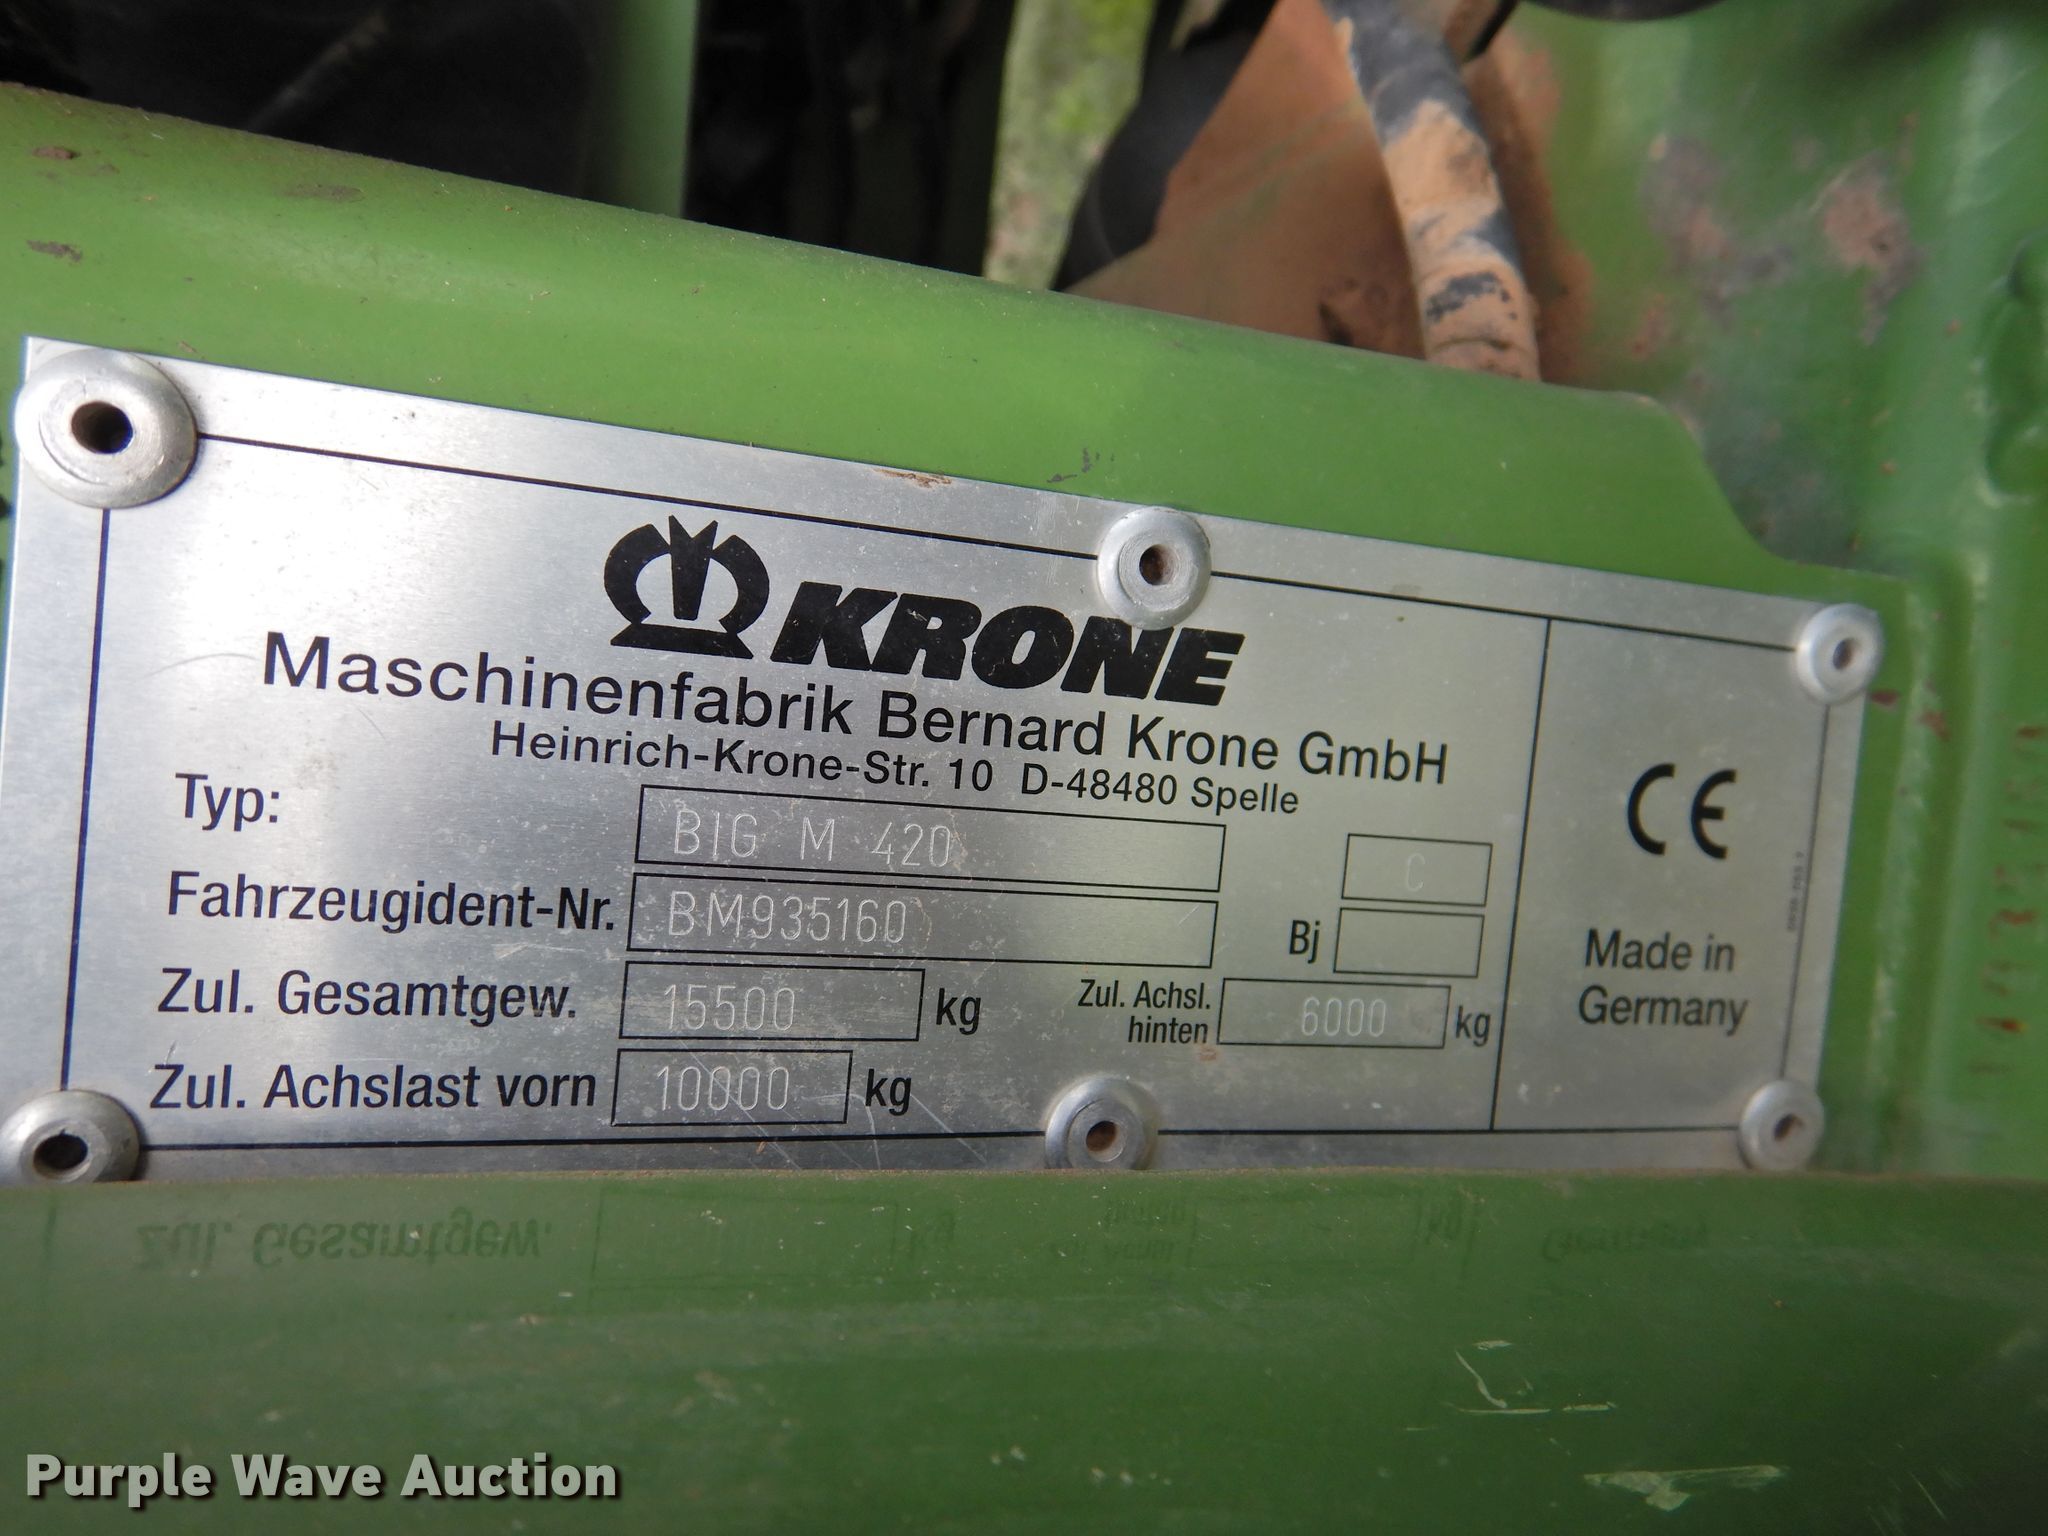 KRONE
Maschinenfabrik Bernard Krone GmbH
Heinrich-Krone-Str. 10 D-48480 Spelle
Typ: BIG M 420 C
Fahrzeugident-Nr. BM935160 Bj
Zul. Gesamtgew. 15500 kg Zul. Achsl. hinten 6000 kg
Zul. Achslast vorn 10000 kg
CE
Made in
Germany
Purple Wave Auction